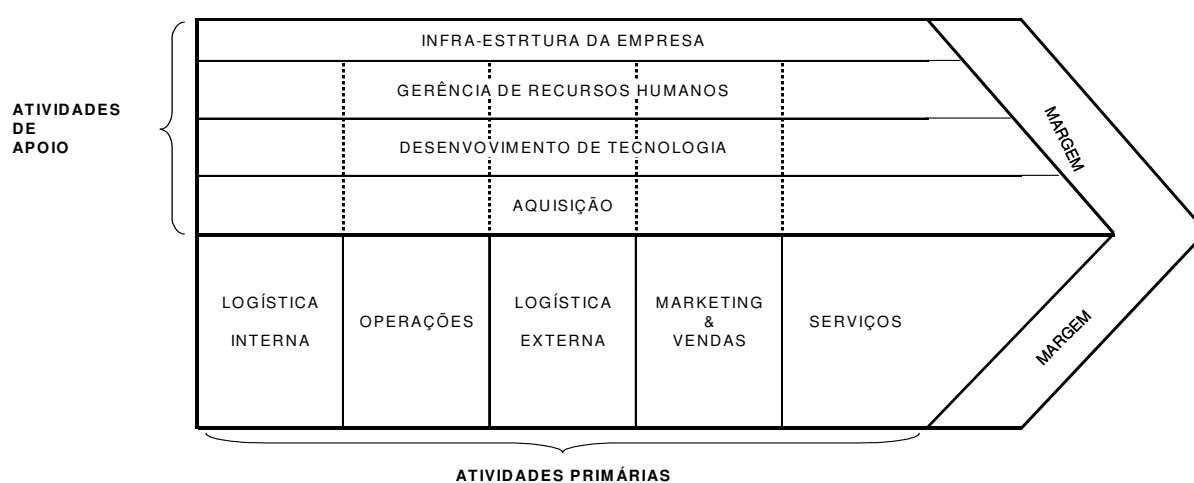 INFRA-ESTRTURA DA EMPRESA
GERÊNCIA DE RECURSOS HUMANOS
ATIVIDADES
DE
APOIO
DESENVOVIMENTO DE TECNOLOGIA
AQUISIÇÃO
MARGEM
LOGÍSTICA
INTERNA
OPERAÇÕES
LOGÍSTICA
EXTERNA
MARKETING
&
VENDAS
SERVIÇOS
MARGEM
ATIVIDADES PRIMÁRIAS